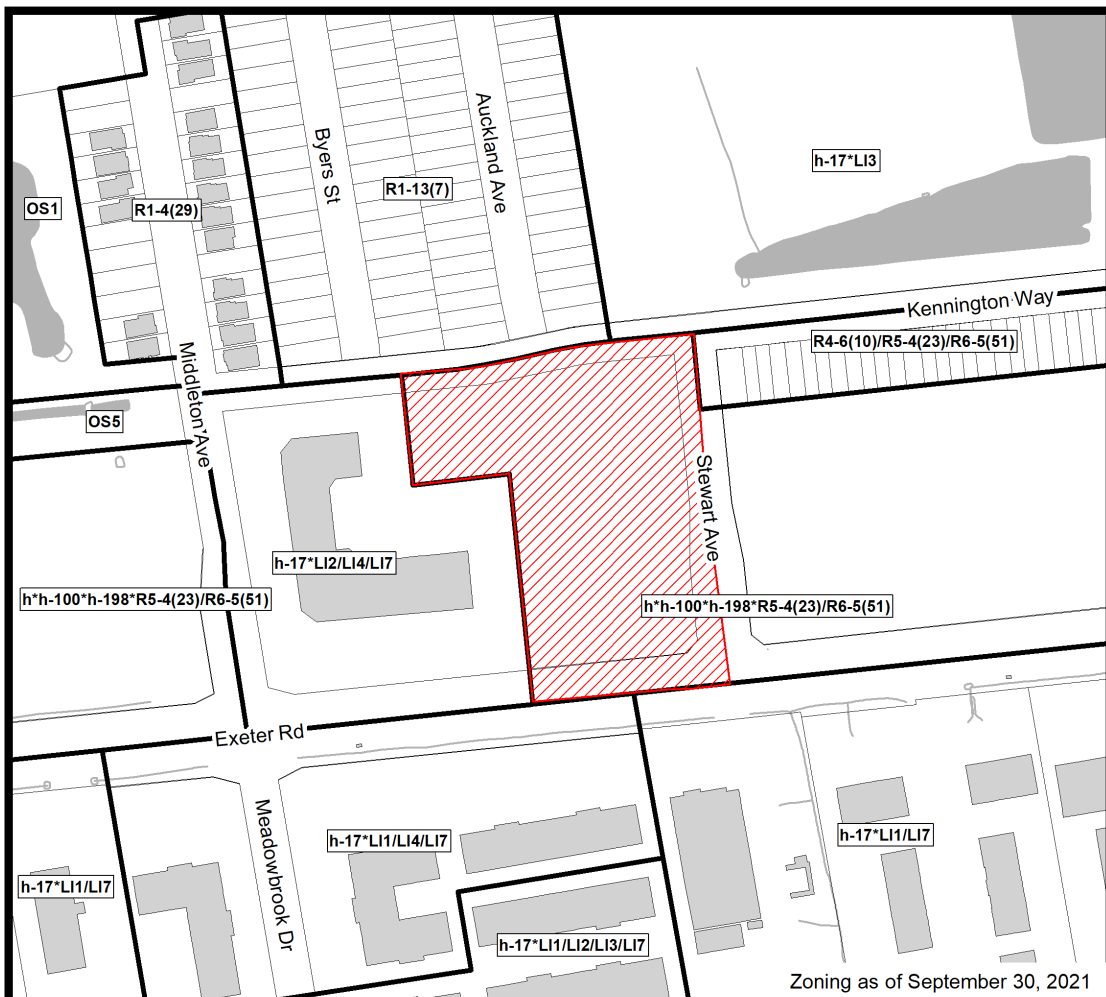 Byers St
Auckland Ave
h-17*LI3
R1-13(7)
OS1
R1-4(29)
Kennington Way
R4-6(10)/R5-4(23)/R6-5(51)
Middleton Ave
OS5
Stewart Ave
h-17*LI2/LI4/LI7
h*h-100*h-198*R5-4(23)/R6-5(51)
h*h-100*h-198*R5-4(23)/R6-5(51)
Exeter Rd
Meadowbrook Dr
h-17*LI1/LI4/LI7
h-17*LI1/LI7
h-17*LI1/LI7
h-17*LI1/LI2/LI3/LI7
Zoning as of September 30, 2021